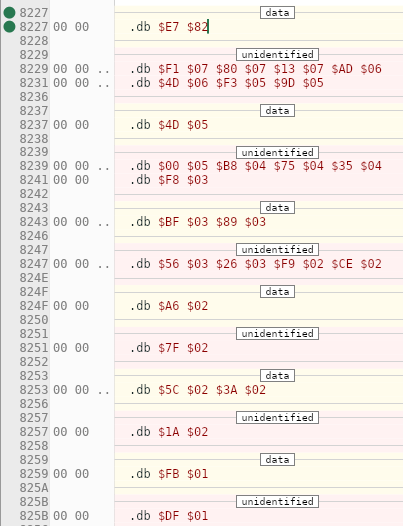 data
8227
8227 00 00 .db $E7 $82
8228
unidentified
8229
8229 00 00 .. .db $F1 $07 $80 $07 $13 $07 $AD $06
8231 00 00 .. .db $4D $06 $F3 $05 $9D $05
8236
data
8237
8237 00 00 .db $4D $05
8238
unidentified
8239
8239 00 00 .. .db $00 $05 $B8 $04 $75 $04 $35 $04
8241 00 00 .db $F8 $03
8242
data
8243
8243 00 00 .. .db $BF $03 $89 $03
8246
unidentified
8247
8247 00 00 .. .db $56 $03 $26 $03 $F9 $02 $CE $02
824E
data
824F
824F 00 00 .db $A6 $02
8250
unidentified
8251
8251 00 00 .db $7F $02
8252
data
8253
8253 00 00 .. .db $5C $02 $3A $02
8256
unidentified
8257
8257 00 00 .db $1A $02
8258
data
8259
8259 00 00 .db $FB $01
825A
unidentified
825B
825B 00 00 .db $DF $01